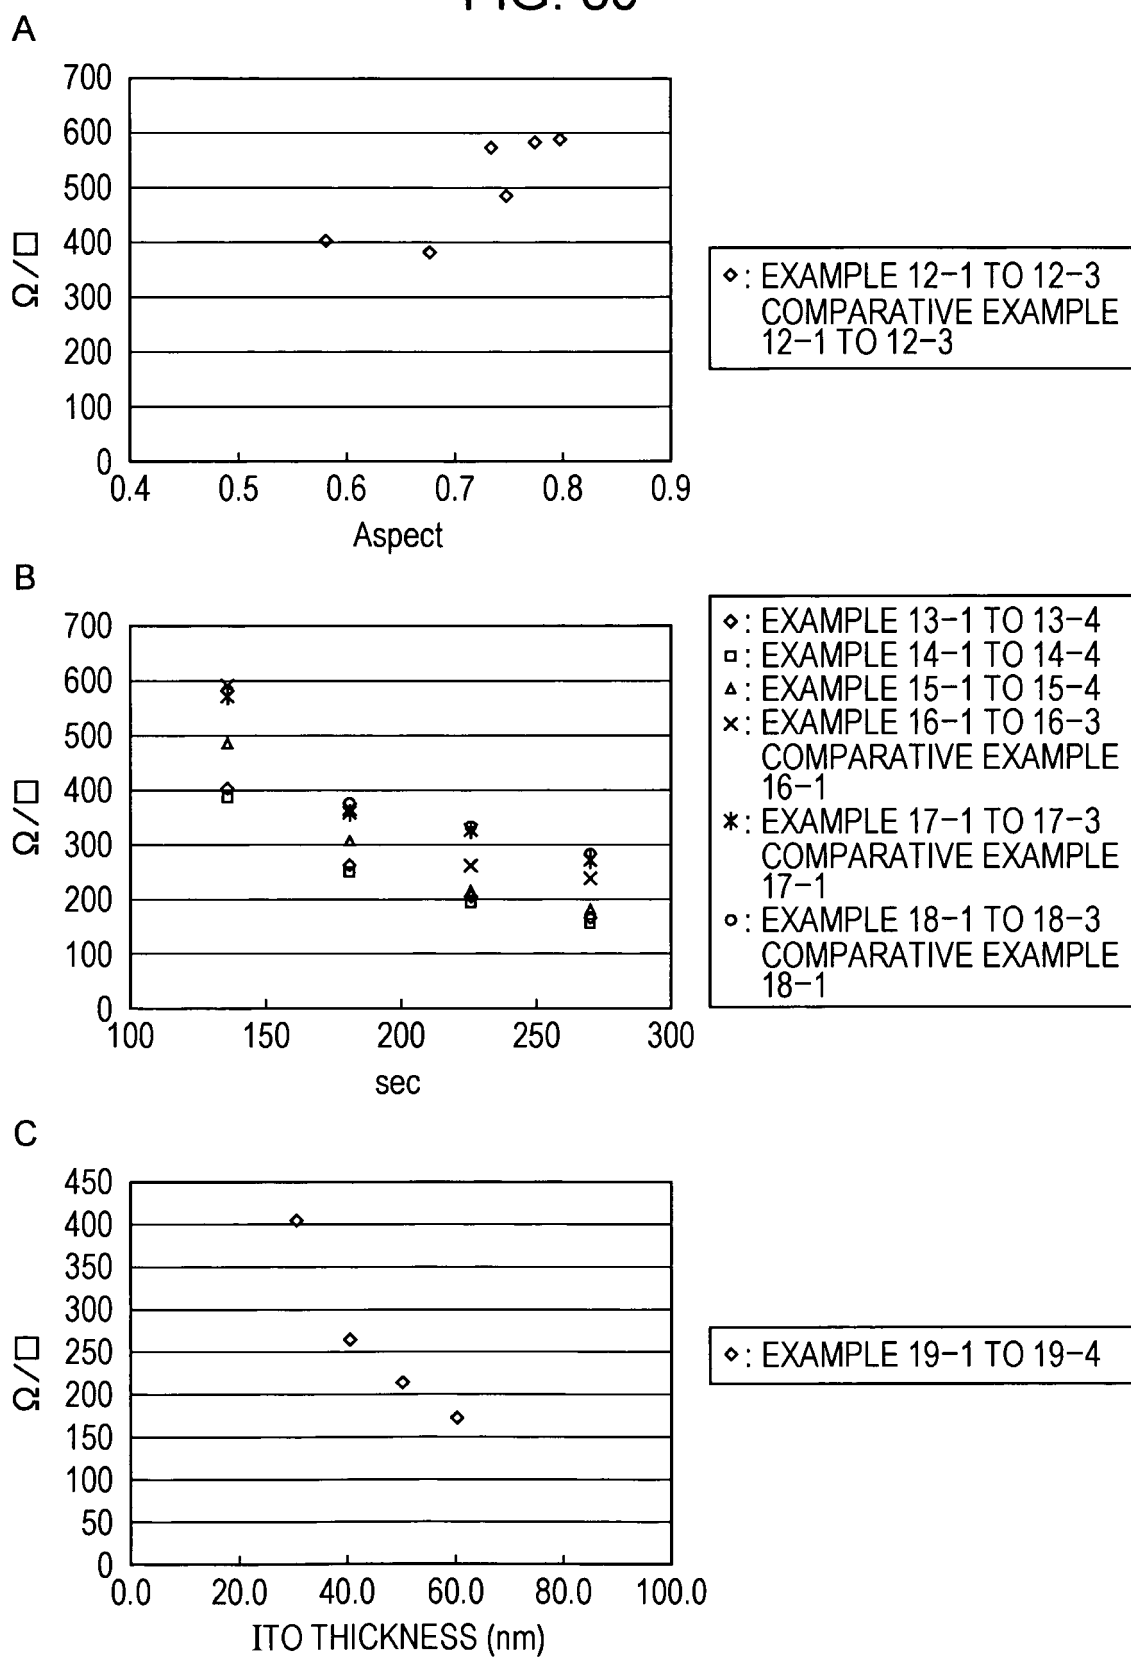 A
700
600
500
400
300
200
100
0
Ω/□
0.4 0.5 0.6 0.7 0.8 0.9
Aspect
◇: EXAMPLE 12-1 TO 12-3
COMPARATIVE EXAMPLE
12-1 TO 12-3
B
700
600
500
400
300
200
100
0
Ω/□
100 150 200 250 300
sec
◇: EXAMPLE 13-1 TO 13-4
□: EXAMPLE 14-1 TO 14-4
△: EXAMPLE 15-1 TO 15-4
×: EXAMPLE 16-1 TO 16-3
COMPARATIVE EXAMPLE
16-1
＊: EXAMPLE 17-1 TO 17-3
COMPARATIVE EXAMPLE
17-1
○: EXAMPLE 18-1 TO 18-3
COMPARATIVE EXAMPLE
18-1
C
450
400
350
300
250
200
150
100
50
0
Ω/□
0.0 20.0 40.0 60.0 80.0 100.0
ITO THICKNESS (nm)
◇: EXAMPLE 19-1 TO 19-4